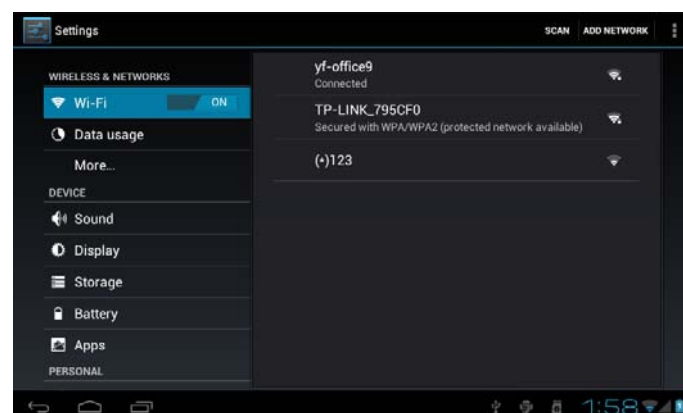 Settings
SCAN
ADD NETWORK
WIRELESS & NETWORKS
Wi-Fi
ON
Data usage
More...
DEVICE
Sound
Display
Storage
Battery
Apps
PERSONAL
yf-office9
Connected
TP-LINK_795CF0
Secured with WPA/WPA2 (protected network available)
(•)123
1:58